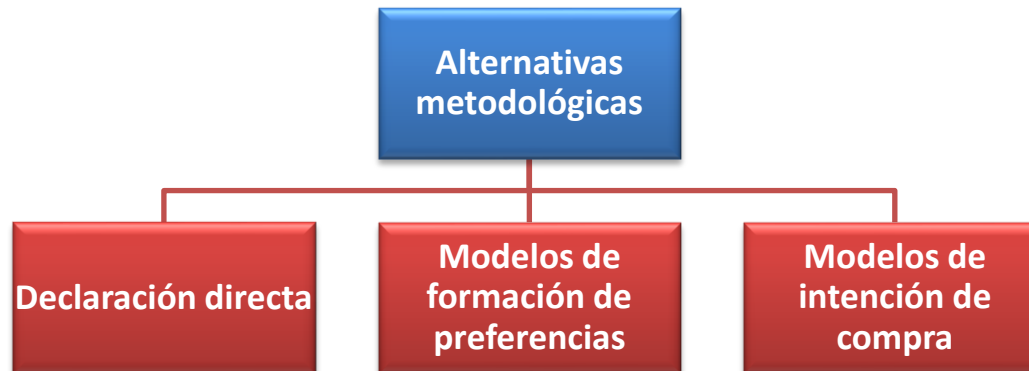 Alternativas
metodológicas
Declaración directa
Modelos de
formación de
preferencias
Modelos de
intención de
compra